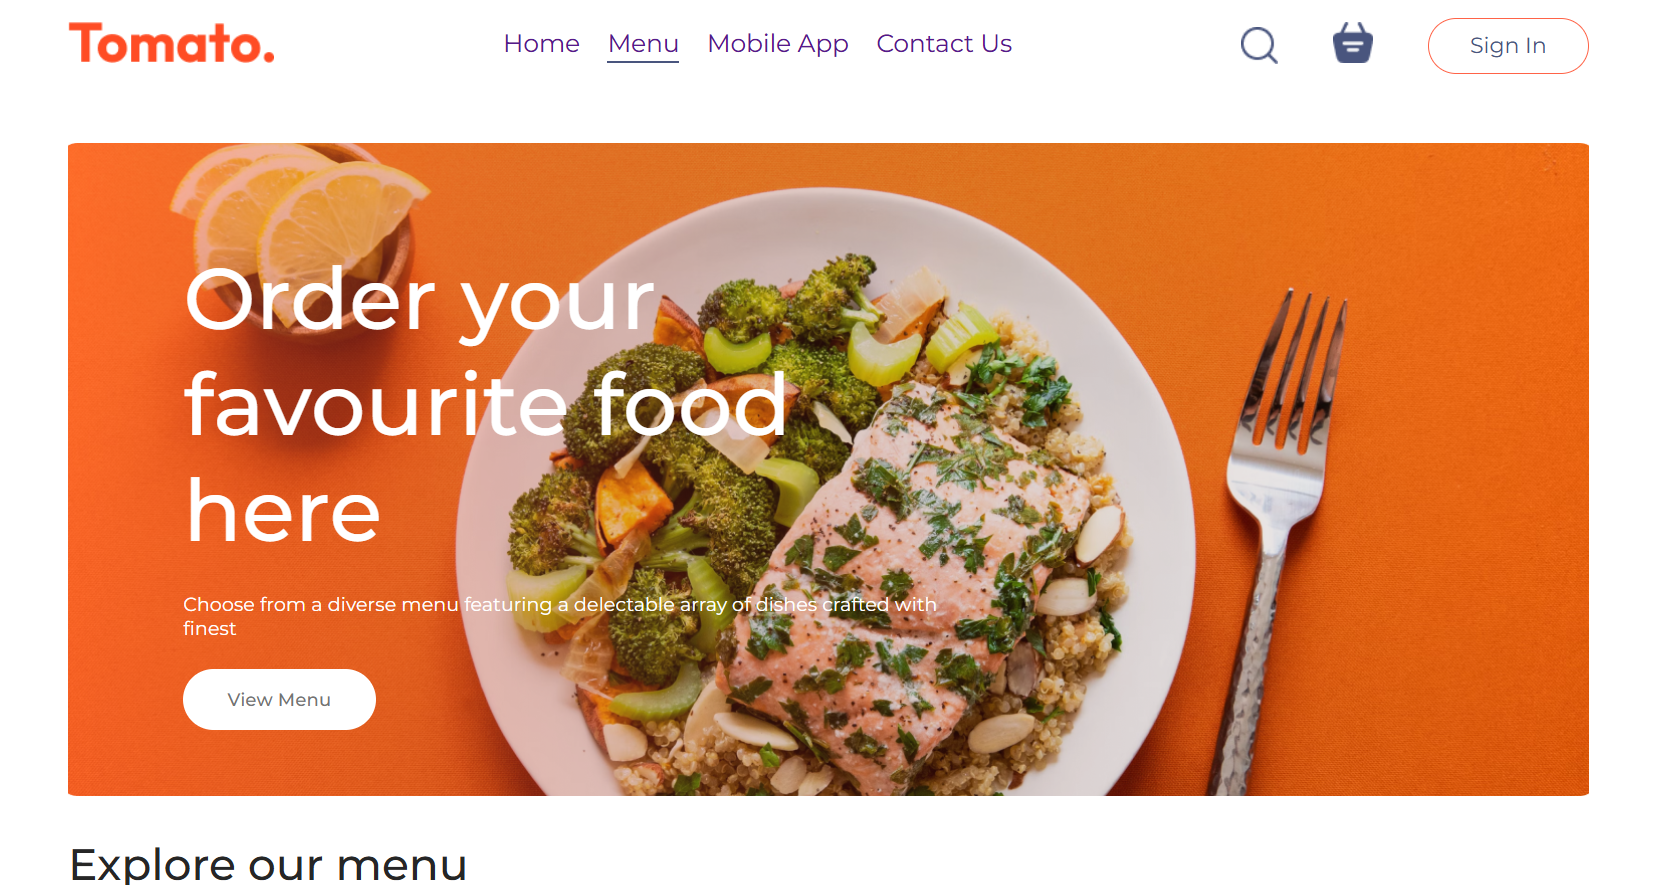 Tomato.
Home Menu Mobile App Contact Us
Sign In
Order your
favourite food
here
Choose from a diverse menu featuring a delectable array of dishes crafted with
finest
View Menu
Explore our menu